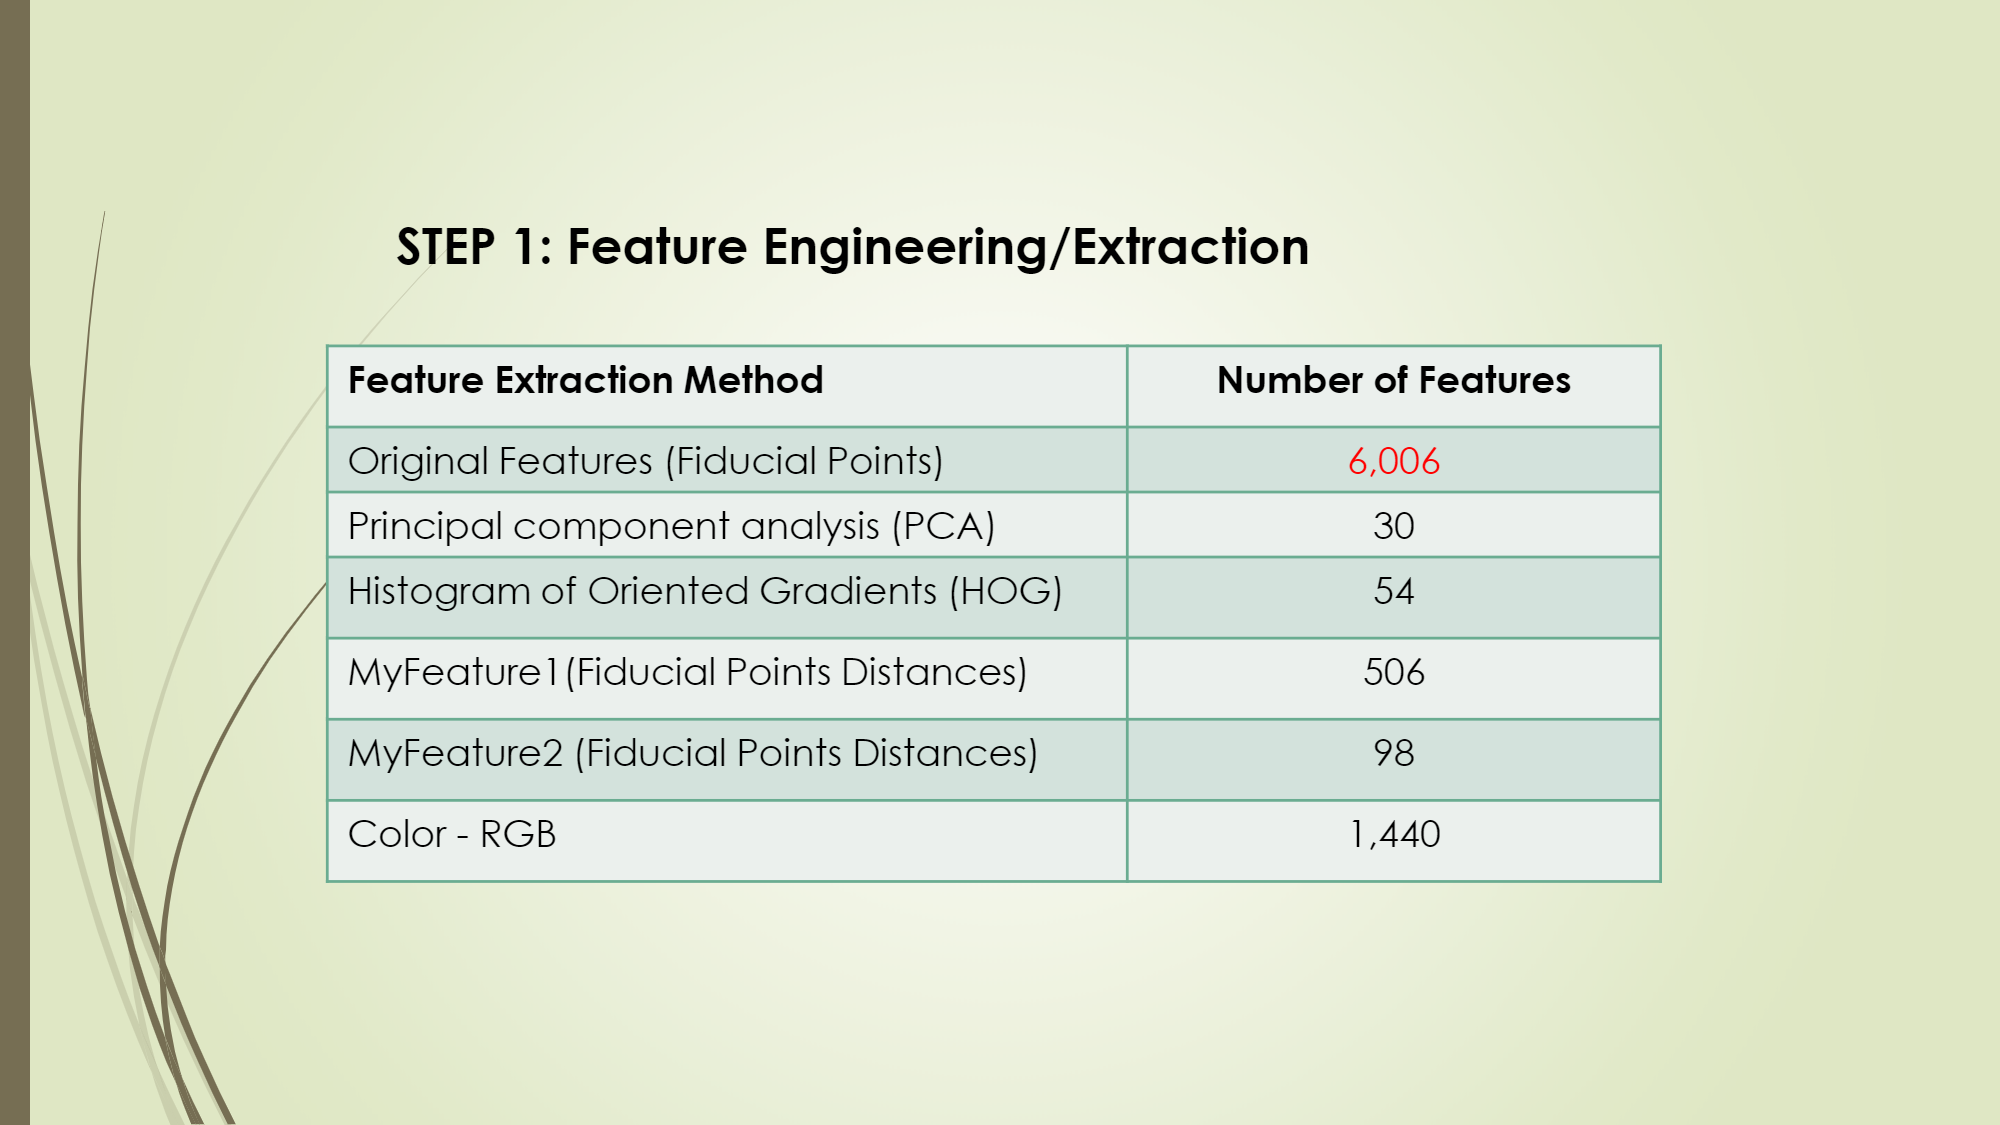 STEP 1: Feature Engineering/Extraction
Feature Extraction Method Number of Features
Original Features (Fiducial Points) 6,006
Principal component analysis (PCA) 30
Histogram of Oriented Gradients (HOG) 54
MyFeature1(Fiducial Points Distances) 506
MyFeature2 (Fiducial Points Distances) 98
Color - RGB 1,440